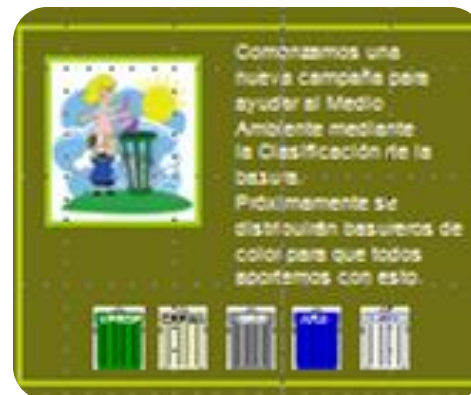 Comenzamos una
nueva campaña para
ayudar al Medio
Ambiente mediante
la Clasificación de la
basura.
Próximamente se
distribuirán basureros de
color para que todos
aportemos con esto.